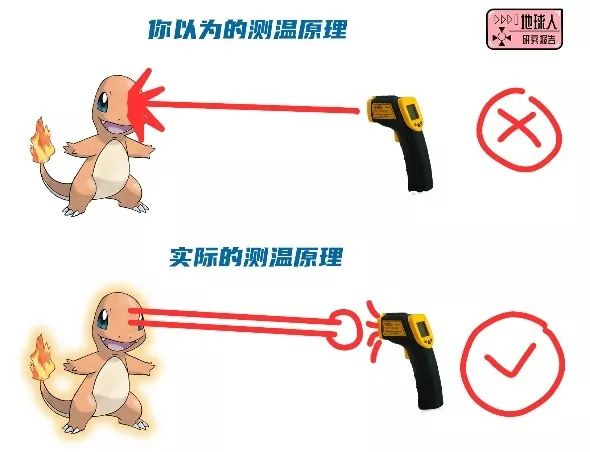 你以为的测温原理
地球人
研究报告
实际的测温原理